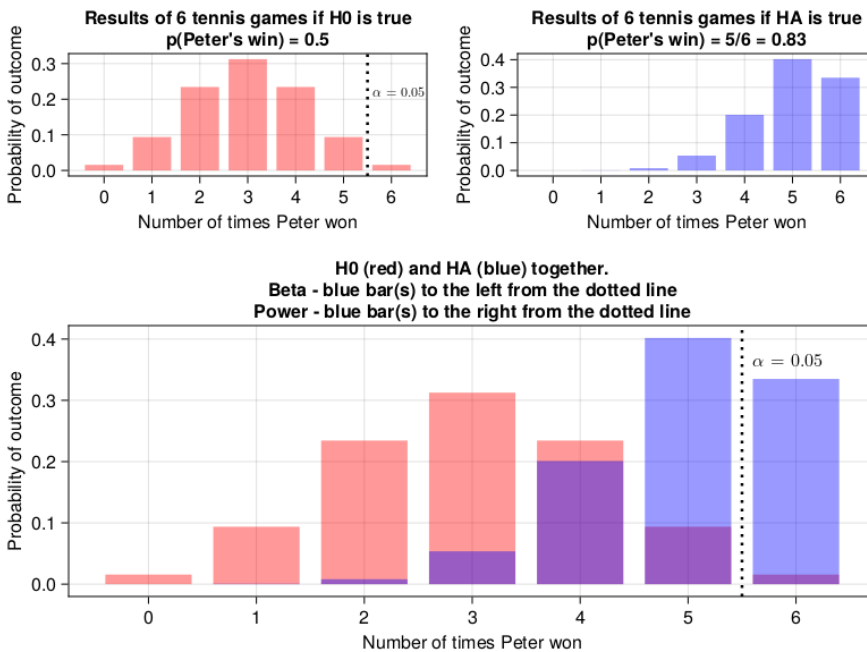 Results of 6 tennis games if H0 is true
p(Peter's win) = 0.5
Probability of outcome
0.3
0.2
0.1
0.0
α = 0.05
0 1 2 3 4 5 6
Number of times Peter won
Results of 6 tennis games if HA is true
p(Peter's win) = 5/6 = 0.83
Probability of outcome
0.4
0.3
0.2
0.1
0.0
0 1 2 3 4 5 6
Number of times Peter won
H0 (red) and HA (blue) together.
Beta - blue bar(s) to the left from the dotted line
Power - blue bar(s) to the right from the dotted line
Probability of outcome
0.4
0.3
0.2
0.1
0.0
α = 0.05
0 1 2 3 4 5 6
Number of times Peter won